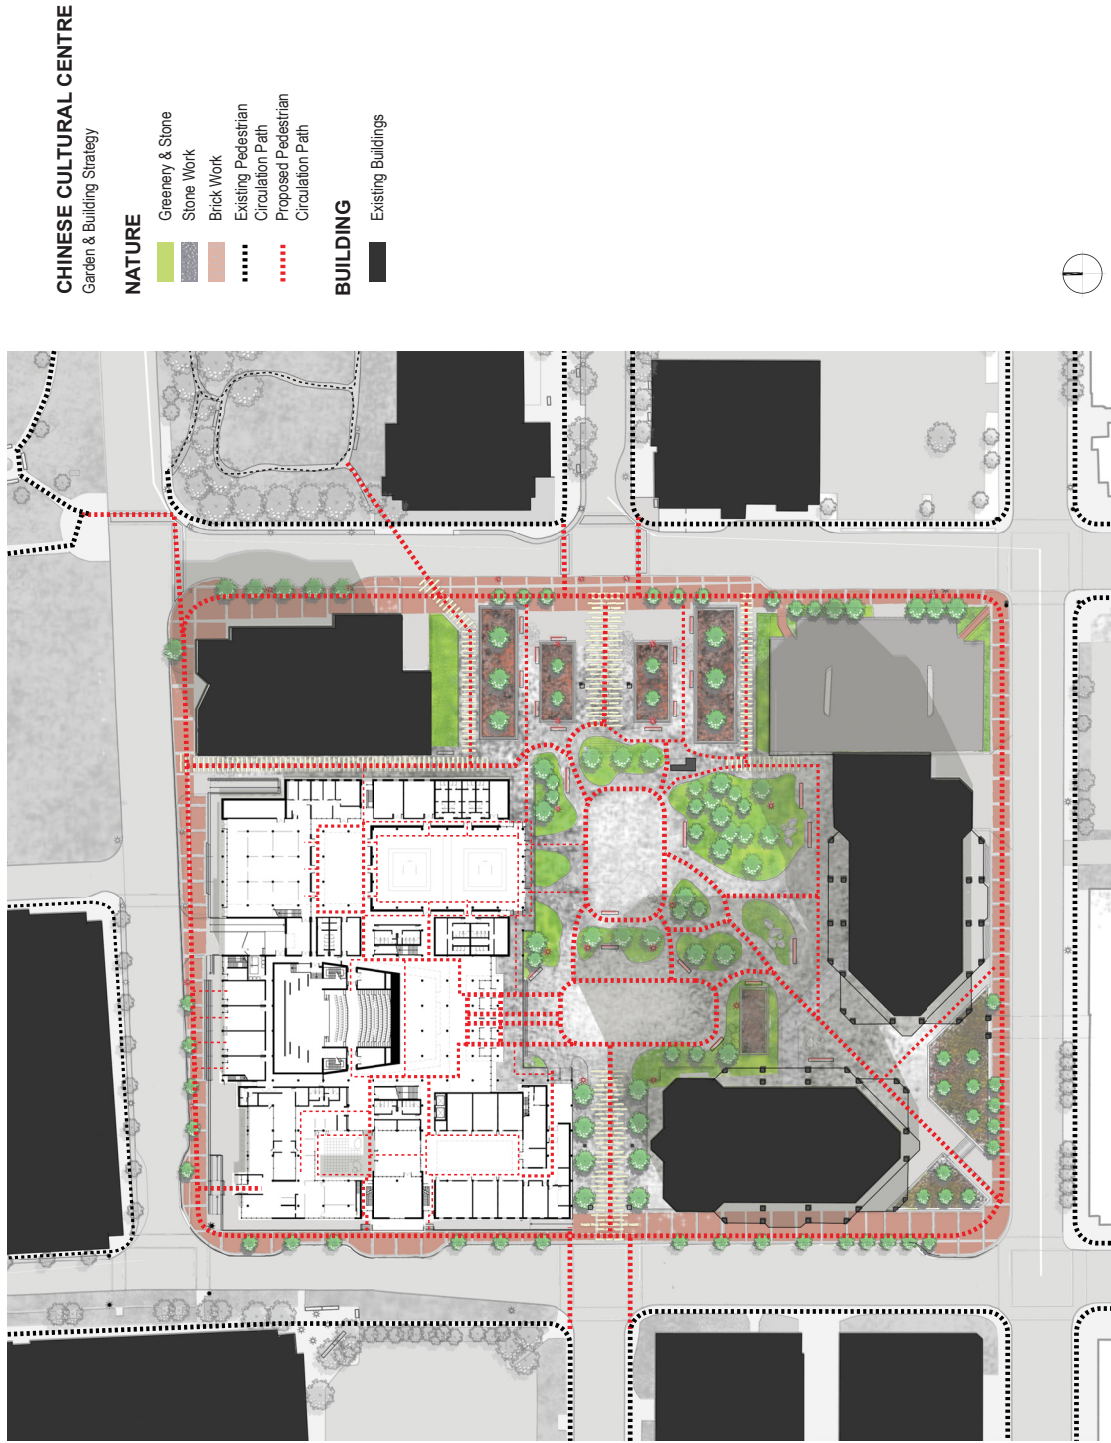 CHINESE CULTURAL CENTRE
Garden & Building Strategy
NATURE
Greenery & Stone
Stone Work
Brick Work
Existing Pedestrian
Circulation Path
Proposed Pedestrian
Circulation Path
BUILDING
Existing Buildings